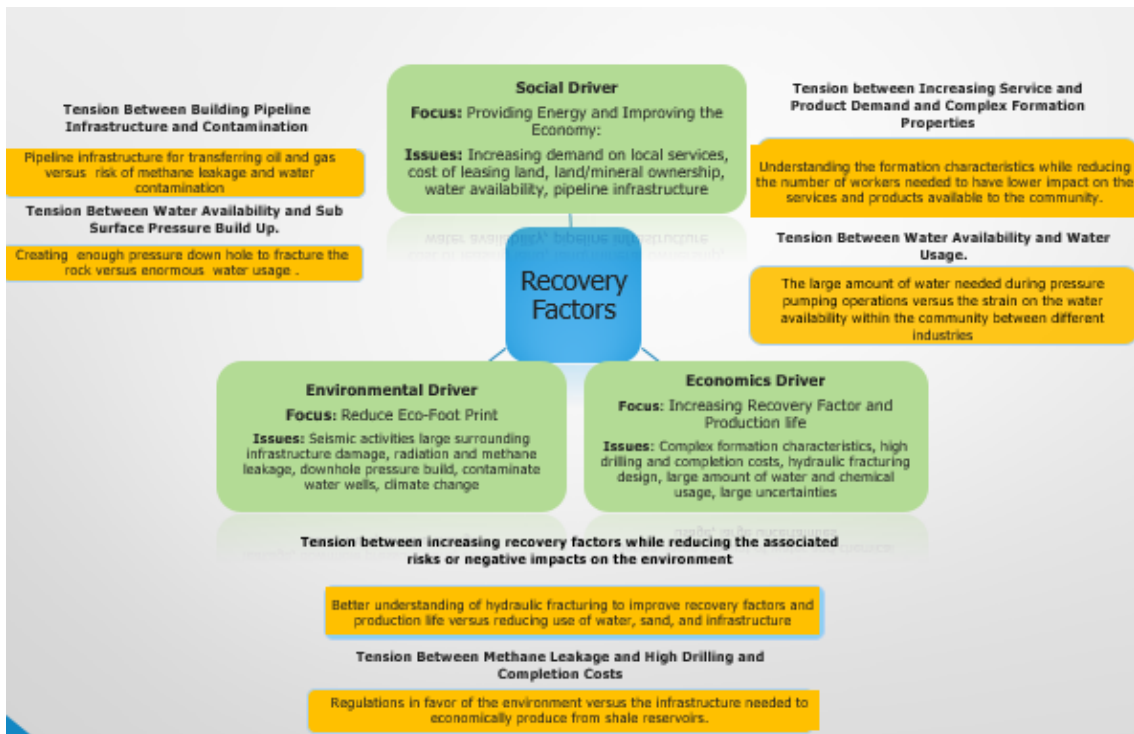 Social Driver
Focus: Providing Energy and Improving the
Economy:
Issues: Increasing demand on local services,
cost of leasing land, land/mineral ownership,
water availability, pipeline infrastructure
Tension Between Building Pipeline
Infrastructure and Contamination
Pipeline infrastructure for transferring oil and gas
versus risk of methane leakage and water
contamination
Tension Between Water Availability and Sub
Surface Pressure Build Up.
Creating enough pressure down hole to fracture the
rock versus enormous water usage .
Tension between Increasing Service and
Product Demand and Complex Formation
Properties
Understanding the formation characteristics while reducing
the number of workers needed to have lower impact on the
services and products available to the community.
Tension Between Water Availability and Water
Usage.
The large amount of water needed during pressure
pumping operations versus the strain on the water
availability within the community between different
industries
Recovery
Factors
Environmental Driver
Focus: Reduce Eco-Foot Print
Issues: Seismic activities large surrounding
infrastructure damage, radiation and methane
leakage, downhole pressure build, contaminate
water wells, climate change
Economics Driver
Focus: Increasing Recovery Factor and
Production life
Issues: Complex formation characteristics, high
drilling and completion costs, hydraulic fracturing
design, large amount of water and chemical
usage, large uncertainties
Tension between increasing recovery factors while reducing the associated
risks or negative impacts on the environment
Better understanding of hydraulic fracturing to improve recovery factors and
production life versus reducing use of water, sand, and infrastructure
Tension Between Methane Leakage and High Drilling and
Completion Costs
Regulations in favor of the environment versus the infrastructure needed to
economically produce from shale reservoirs.